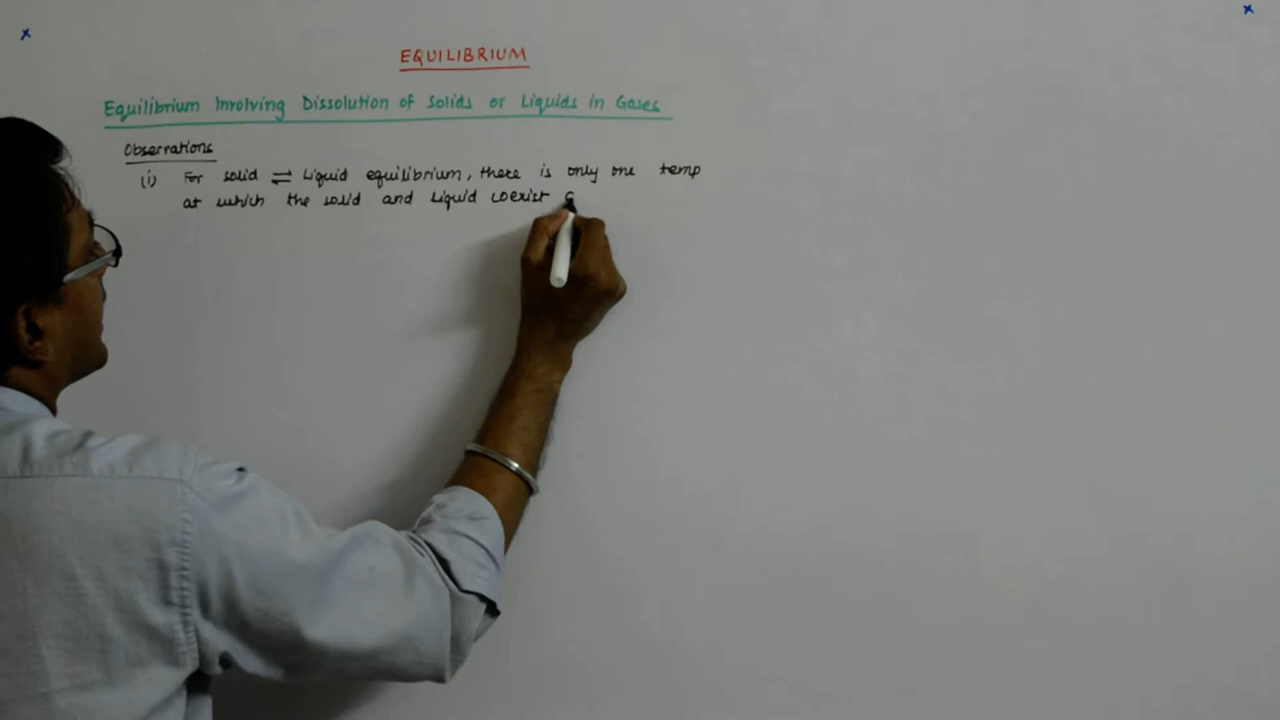 EQUILIBRIUM
Equilibrium Involving Dissolution of Solids or Liquids in Gases
Observations
(i) For solid ⇌ Liquid equilibrium, there is only one temp
at which the solid and Liquid coexist